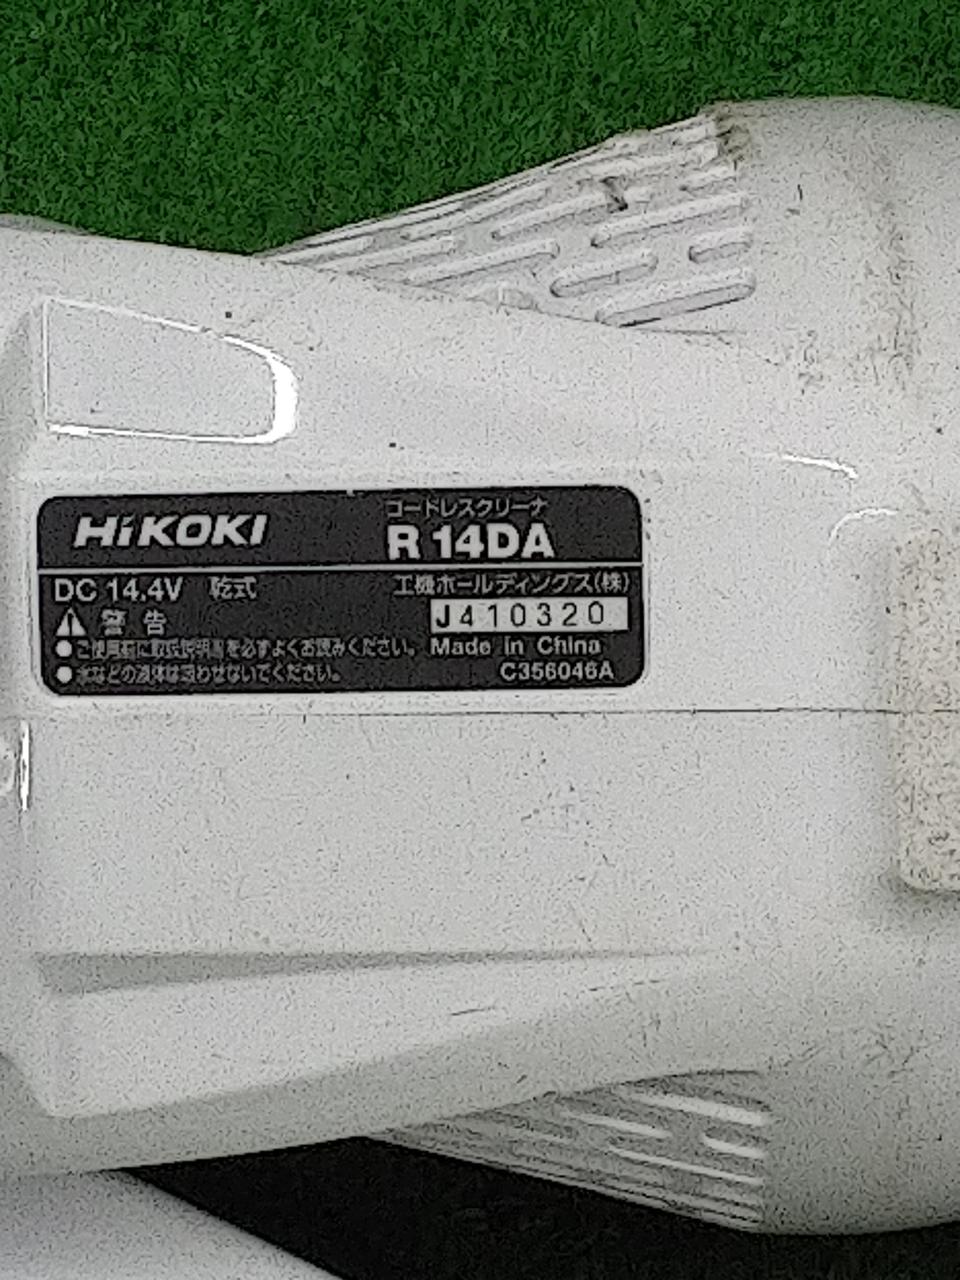 HiKOKI
コードレスクリーナ
R 14DA
DC 14.4V 乾式
工機ホールディングス(株)
警告
J410320
●ご使用前に取扱説明書を必ずよくお読みください。
Made in China
●水などの液体は吸わせないでください。
C356046A